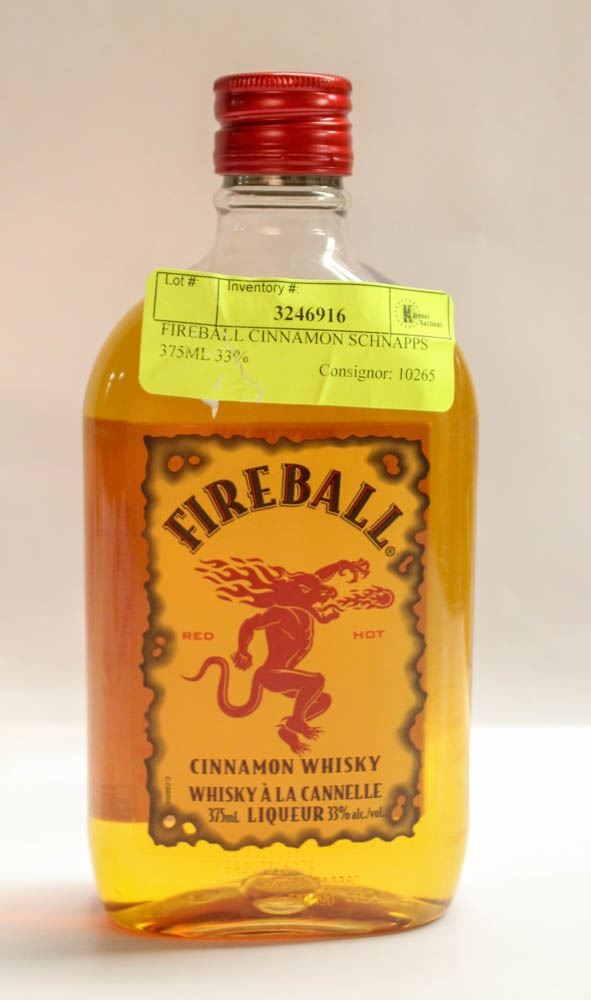 Lot #: Inventory #:
3246916
FIREBALL CINNAMON SCHNAPPS
375ML 33%
Consignor: 10265
FIREBALL®
RED HOT
CINNAMON WHISKY
WHISKY À LA CANNELLE
375mL LIQUEUR 33% alc./vol.